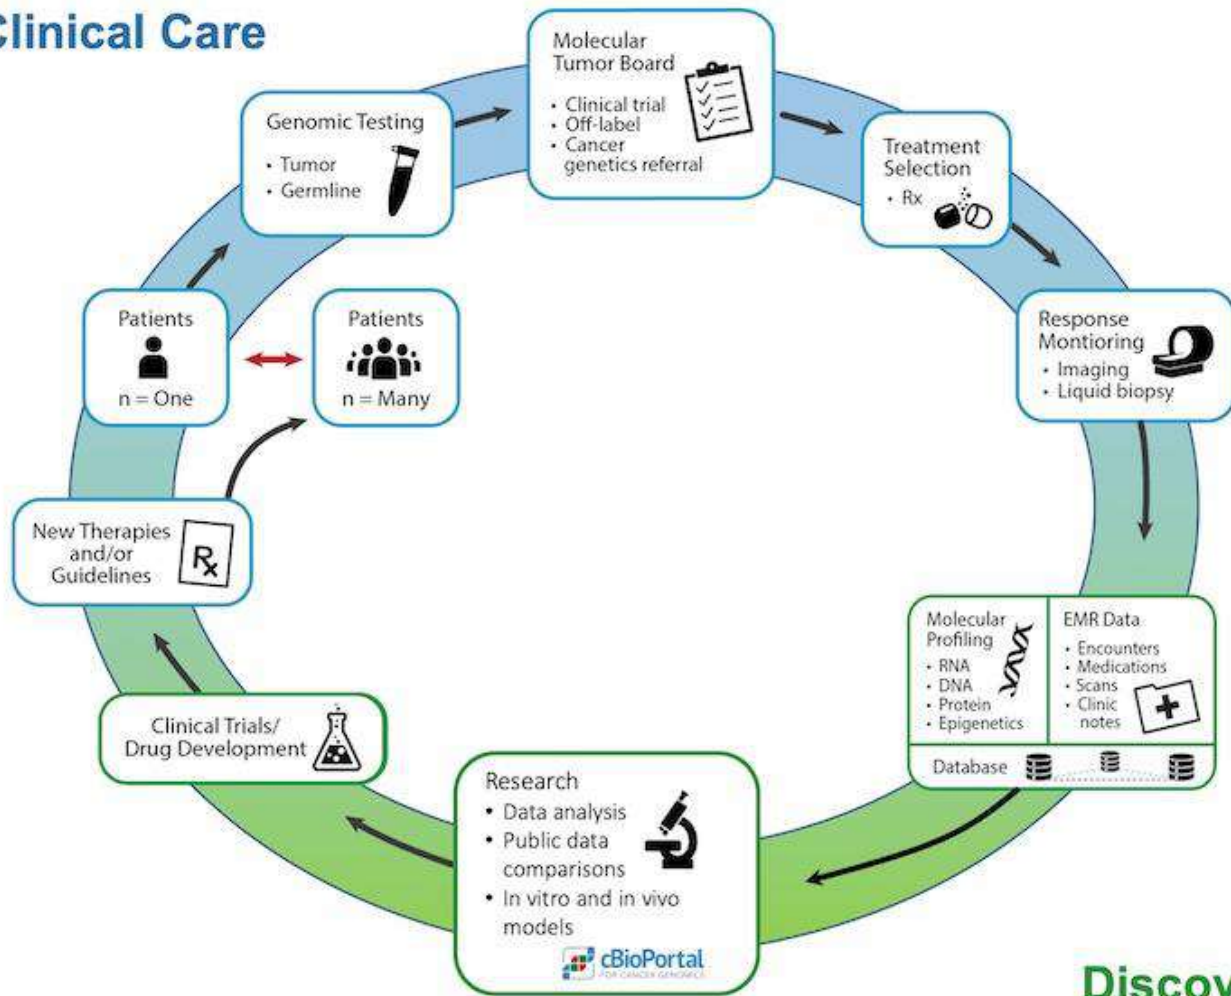 Clinical Care
Molecular
Tumor Board
• Clinical trial
• Off-label
• Cancer
genetics referral
Genomic Testing
• Tumor
• Germline
Treatment
Selection
• Rx
Patients
n = One
Patients
n = Many
Response
Montioring
• Imaging
• Liquid biopsy
New Therapies
and/or
Guidelines
Rx
Molecular
Profiling
• RNA
• DNA
• Protein
• Epigenetics
EMR Data
• Encounters
• Medications
• Scans
• Clinic
notes
Database
Clinical Trials/
Drug Development
Research
• Data analysis
• Public data
comparisons
• In vitro and in vivo
models
cBioPortal
FOR CANCER GENOMICS
Discov